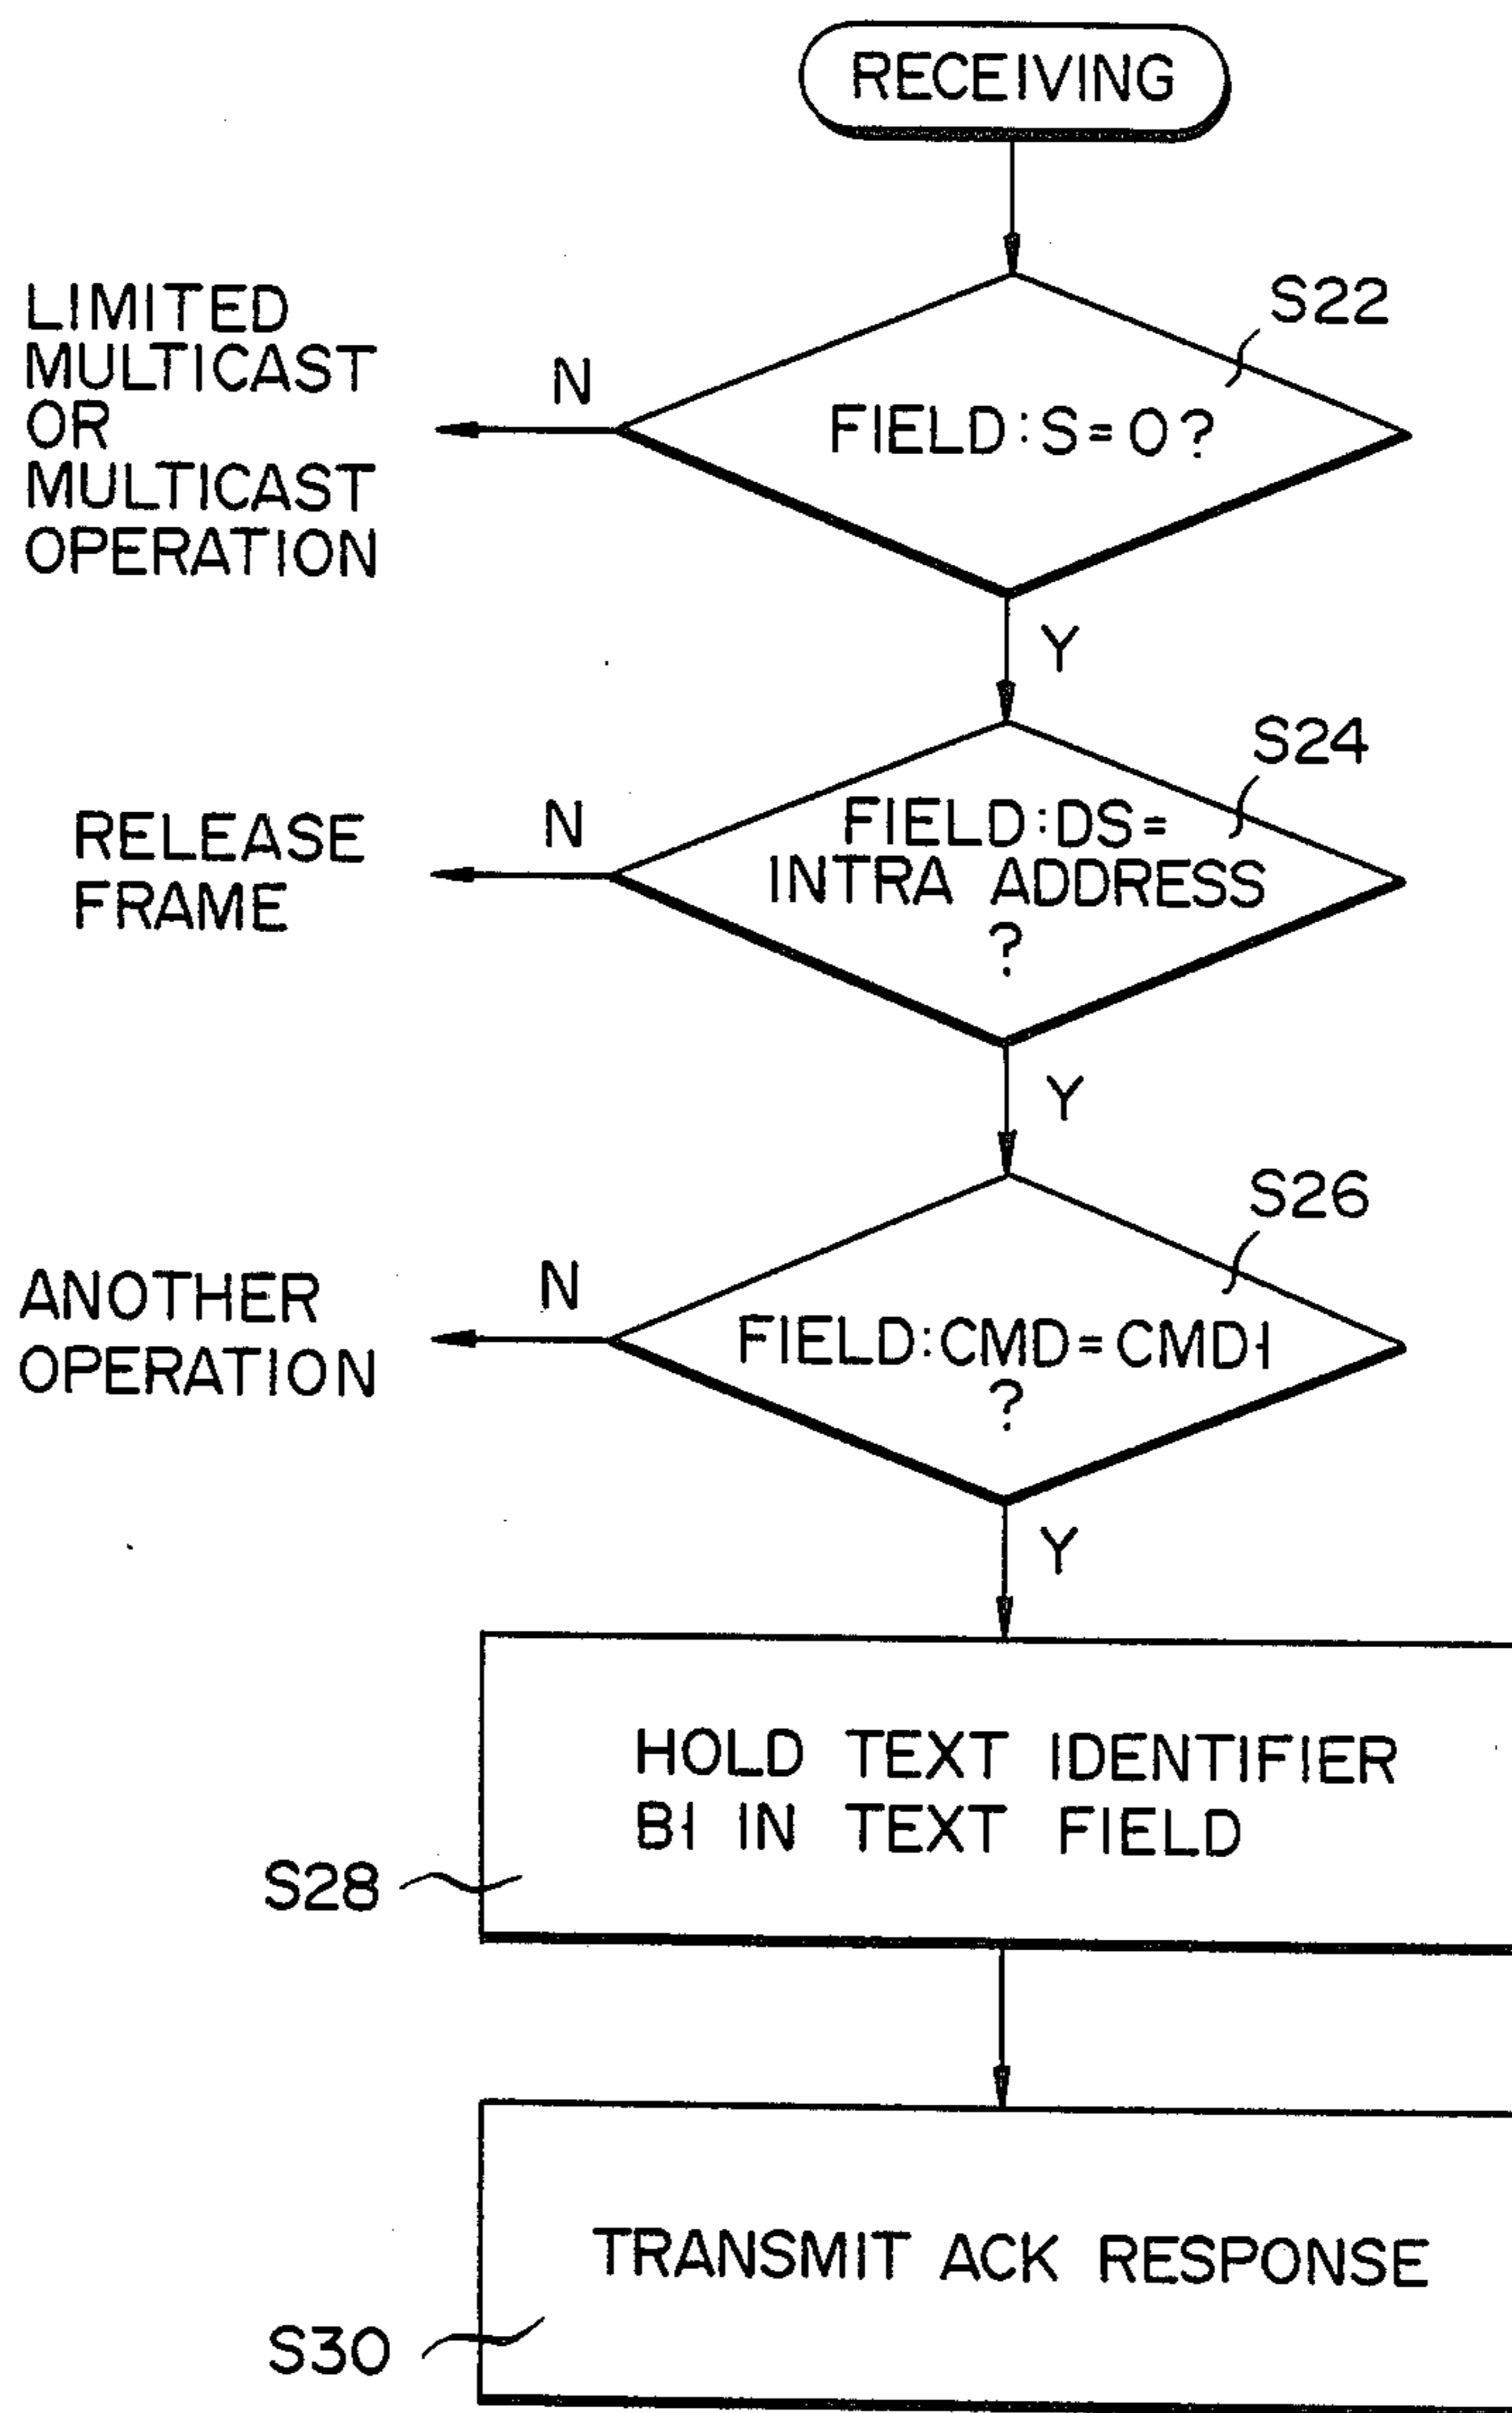 RECEIVING
S22
LIMITED
MULTICAST
OR
MULTICAST
OPERATION
N
FIELD:S=0?
Y
S24
RELEASE
FRAME
N
FIELD:DS=
INTRA ADDRESS
?
Y
S26
ANOTHER
OPERATION
N
FIELD:CMD=CMD1
?
Y
HOLD TEXT IDENTIFIER
B1 IN TEXT FIELD
S28
TRANSMIT ACK RESPONSE
S30